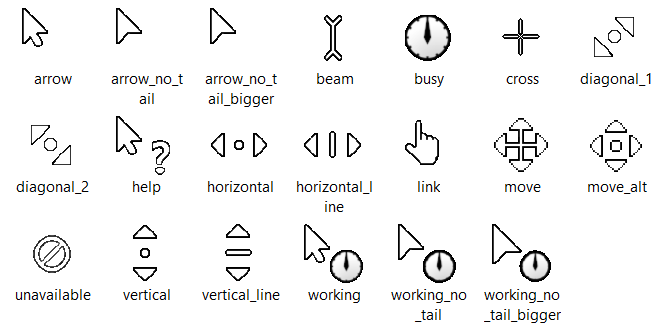 arrow
arrow_no_t
ail
arrow_no_t
ail_bigger
beam
busy
cross
diagonal_1
diagonal_2
help
horizontal
horizontal_l
ine
link
move
move_alt
unavailable
vertical
vertical_line
working
working_no
_tail
working_no
_tail_bigger